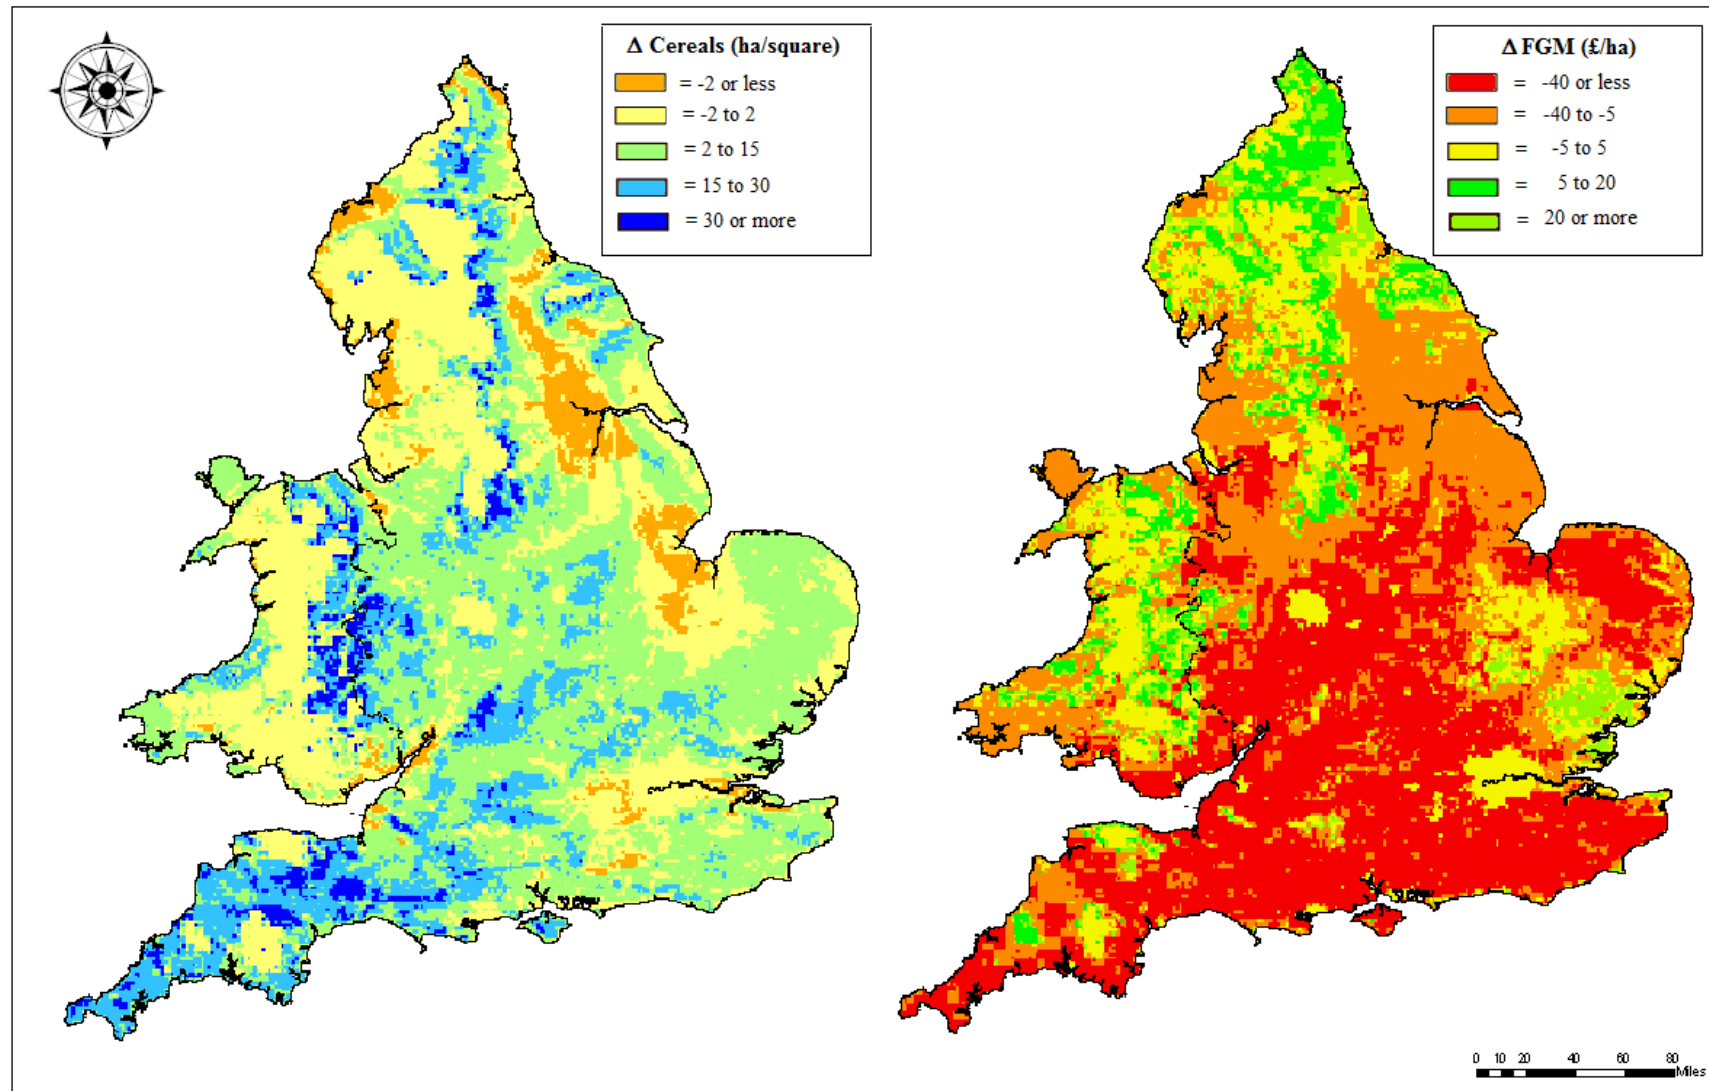 Δ Cereals (ha/square)
= -2 or less
= -2 to 2
= 2 to 15
= 15 to 30
= 30 or more
Δ FGM (£/ha)
= -40 or less
= -40 to -5
= -5 to 5
= 5 to 20
= 20 or more
0 10 20 40 60 80
Miles